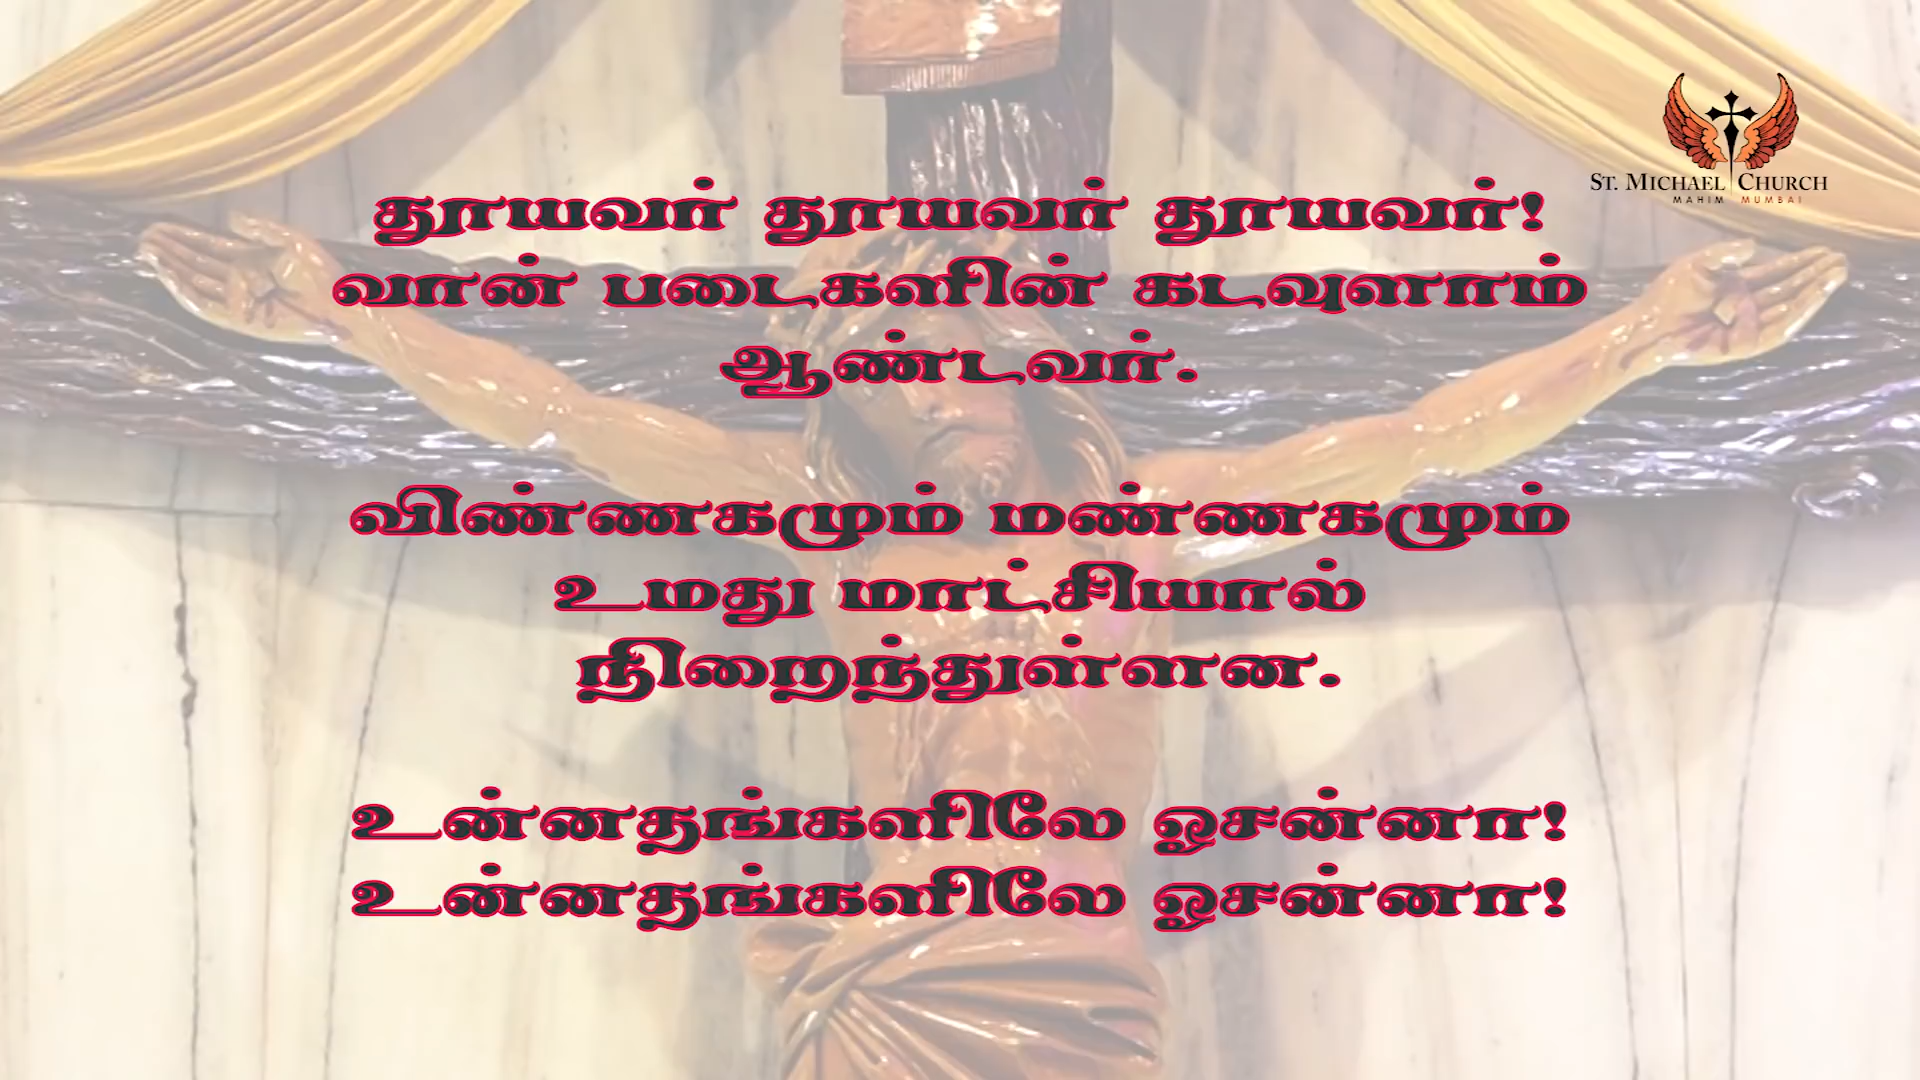 St. Michael Church
MAHIM MUMBAI
தூயவர் தூயவர் தூயவர்!
வான் படைகளின் கடவுளாம்
ஆண்டவர்.
விண்ணகமும் மண்ணகமும்
உமது மாட்சியால்
நிறைந்துள்ளன.
உன்னதங்களிலே ஓசன்னா!
உன்னதங்களிலே ஓசன்னா!